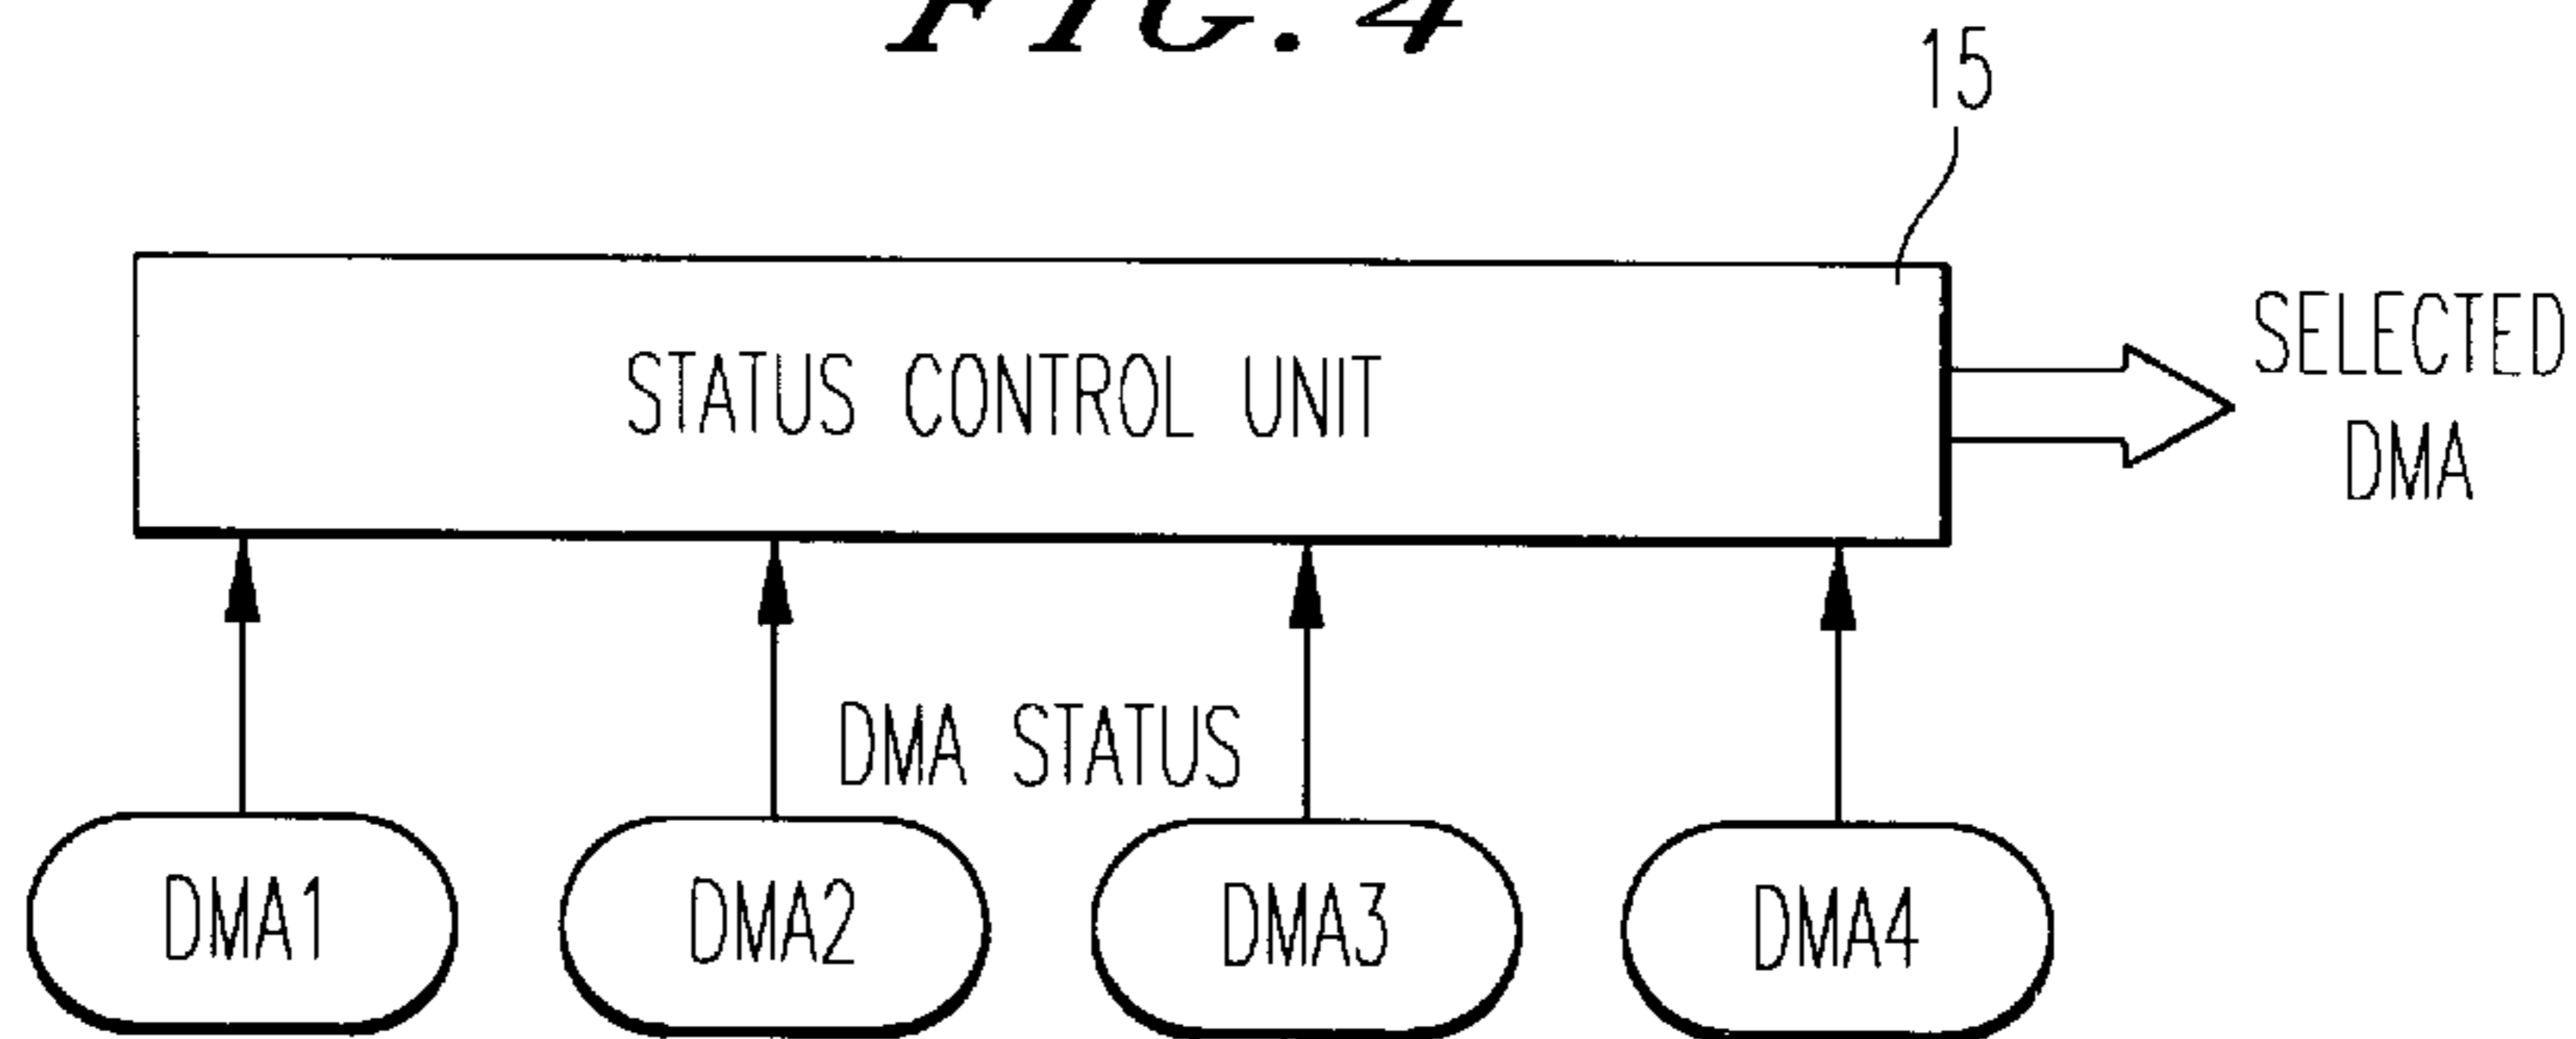 FIG. 4
15
STATUS CONTROL UNIT
SELECTED
DMA
DMA STATUS
DMA1
DMA2
DMA3
DMA4